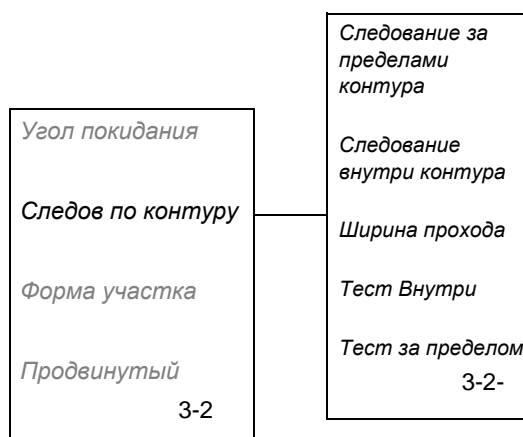 Угол покидания
Следов по контуру
Форма участка
Продвинутый
3-2
Следование за
пределами
контура
Следование
внутри контура
Ширина прохода
Тест Внутри
Тест за пределом
3-2-